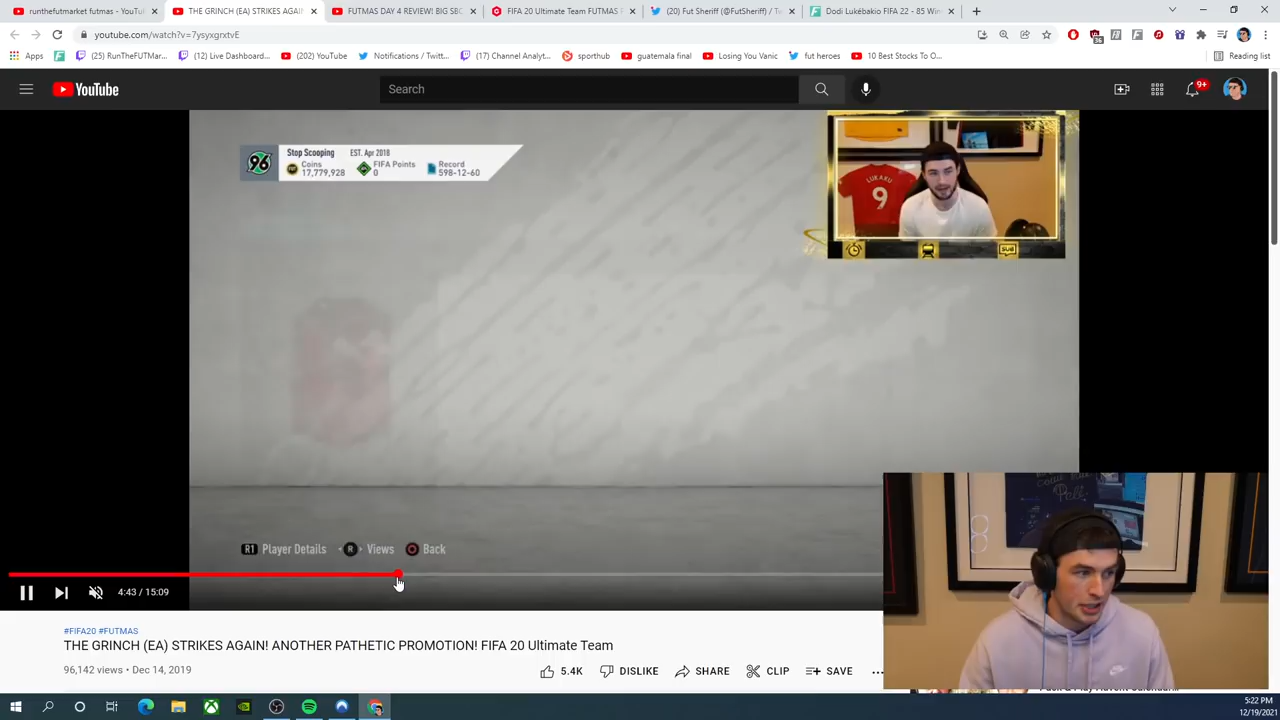 runthefutmarket futmas - YouTu
THE GRINCH (EA) STRIKES AGAIN
FUTMAS DAY 4 REVIEW! BIG SBC
FIFA 20 Ultimate Team FUTMAS
(20) Fut Sheriff (@FutSheriff) / Tw
Dodi Lukébakio FIFA 22 - 85 Win
youtube.com/watch?v=7ysyxgrxtvE
Apps
(25) RunTheFUTMar...
(12) Live Dashboard...
(202) YouTube
Notifications / Twitt...
(17) Channel Analyt...
sporthub
guatemala final
Losing You Vanic
fut heroes
10 Best Stocks To O...
Reading list
YouTube
Search
9+
96
Stop Scooping
EST. Apr 2018
Coins
17,779,928
FIFA Points
0
Record
598-12-60
LUKAKU
9
SUB
R1 Player Details
R Views
Back
4:43 / 15:09
#FIFA20 #FUTMAS
THE GRINCH (EA) STRIKES AGAIN! ANOTHER PATHETIC PROMOTION! FIFA 20 Ultimate Team
96,142 views • Dec 14, 2019
5.4K
DISLIKE
SHARE
CLIP
SAVE
5:22 PM
12/19/2021